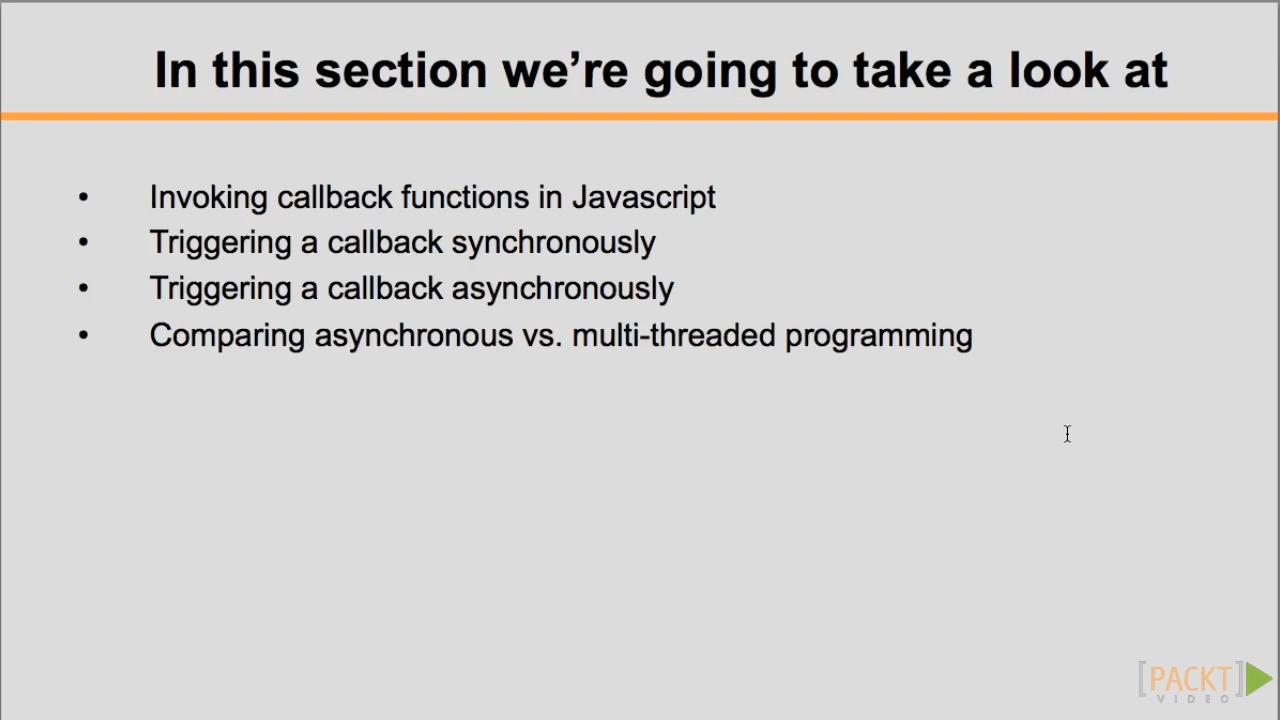 In this section we're going to take a look at
• Invoking callback functions in Javascript
• Triggering a callback synchronously
• Triggering a callback asynchronously
• Comparing asynchronous vs. multi-threaded programming
[PACKT]
VIDEO